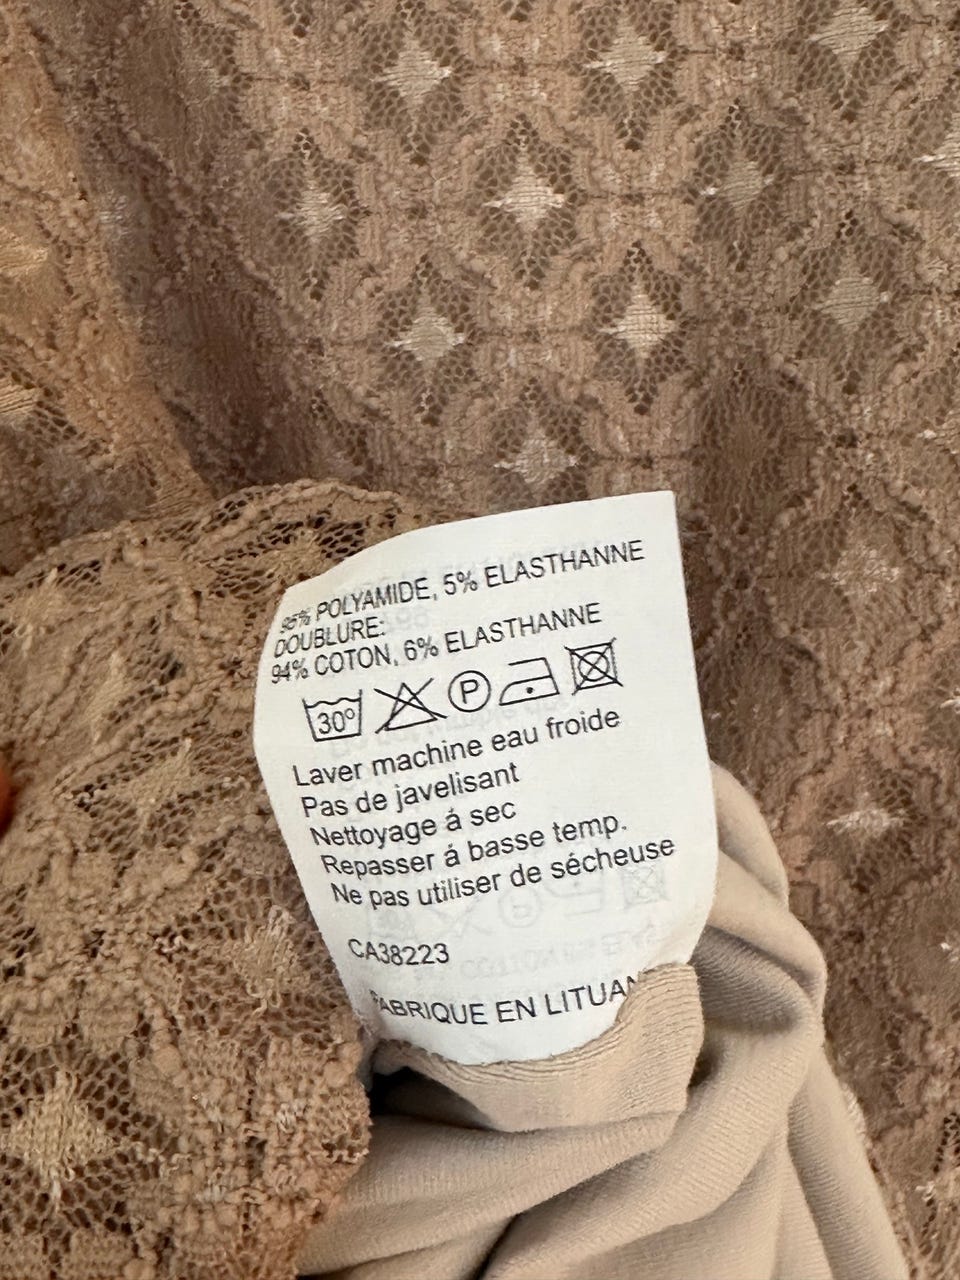 95% POLYAMIDE, 5% ELASTHANNE
DOUBLURE:
94% COTON, 6% ELASTHANNE
30° P
Laver machine eau froide
Pas de javelisant
Nettoyage á sec
Repasser á basse temp.
Ne pas utiliser de sécheuse
CA38223
FABRIQUE EN LITUAN